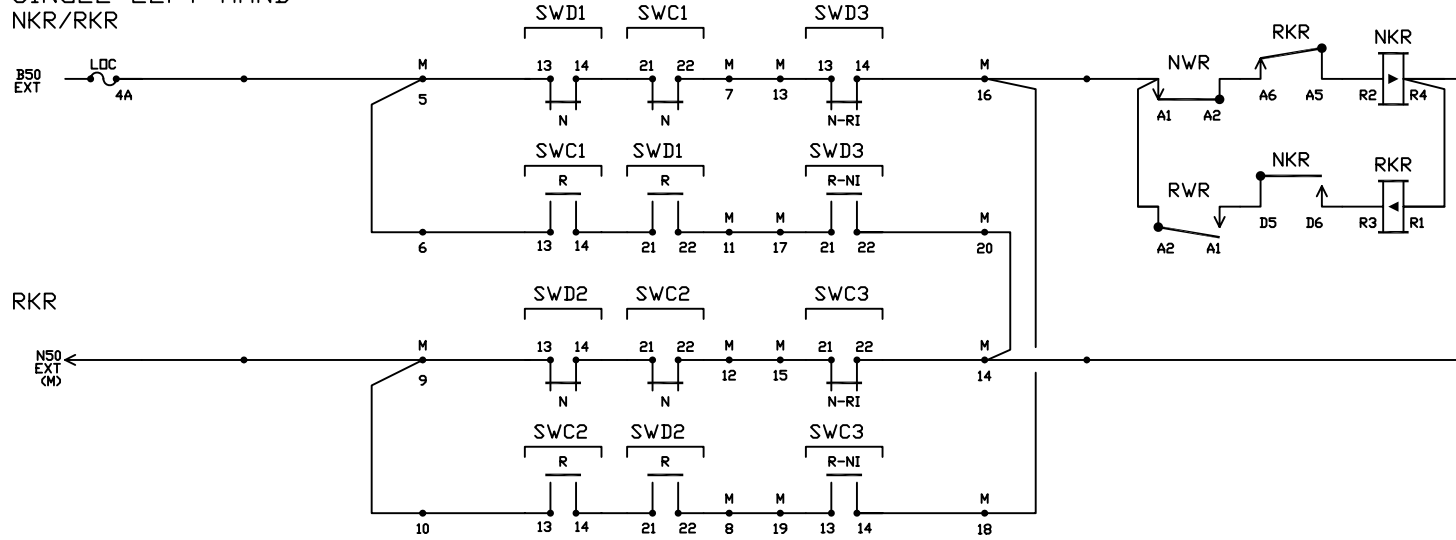 SINGLE LEFT HAND
NKR/RKR
SWD1 SWC1 SWD3
RKR NKR
B50 EXT LOC 4A M 5 13 14 N 21 22 N M 7 M 13 13 14 N-RI M 16
NWR A1 A2 A6 A5 R2 R4
SWC1 SWD1 SWD3
R R R-NI
6 13 14 21 22 M 11 M 17 21 22 M 20
NKR RKR
RWR A2 A1 D5 D6 R3 R1
RKR
SWD2 SWC2 SWC3
N50 EXT (M) M 9 13 14 N 21 22 N M 12 M 15 21 22 N-RI M 14
SWC2 SWD2 SWC3
R R R-NI
10 13 14 21 22 M 8 M 19 13 14 M 18